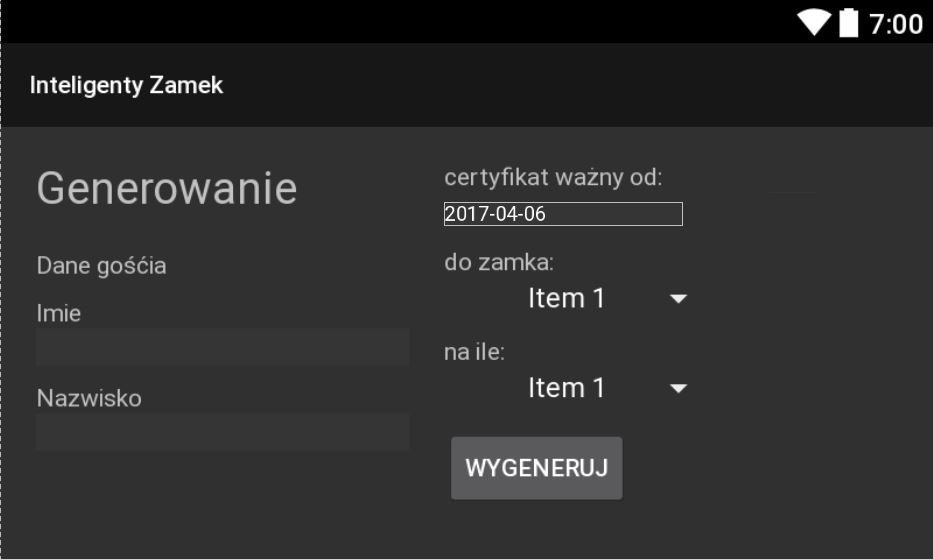 7:00
Inteligenty Zamek
Generowanie
Dane gośćia
Imie
Nazwisko
certyfikat ważny od:
2017-04-06
do zamka:
Item 1
na ile:
Item 1
WYGENERUJ